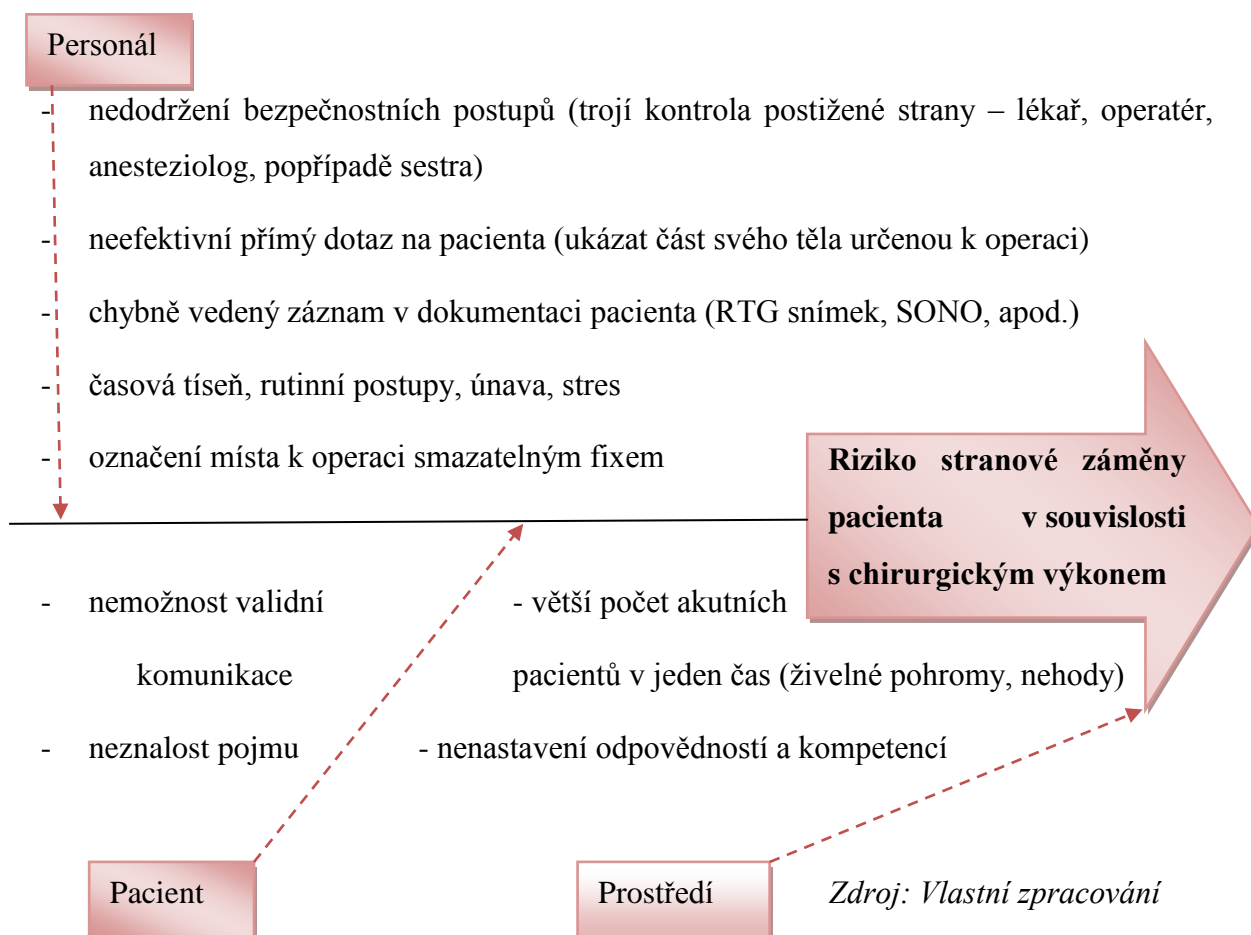 Personál
- nedodržení bezpečnostních postupů (trojí kontrola postižené strany – lékař, operatér,
anesteziolog, popřípadě sestra)
- neefektivní přímý dotaz na pacienta (ukázat část svého těla určenou k operaci)
- chybně vedený záznam v dokumentaci pacienta (RTG snímek, SONO, apod.)
- časová tíseň, rutinní postupy, únava, stres
- označení místa k operaci smazatelným fixem
Riziko stranové záměny
pacienta v souvislosti
s chirurgickým výkonem
- nemožnost validní
komunikace
- neznalost pojmu
- větší počet akutních
pacientů v jeden čas (živelné pohromy, nehody)
- nenastavení odpovědností a kompetencí
Pacient
Prostředí
Zdroj: Vlastní zpracování